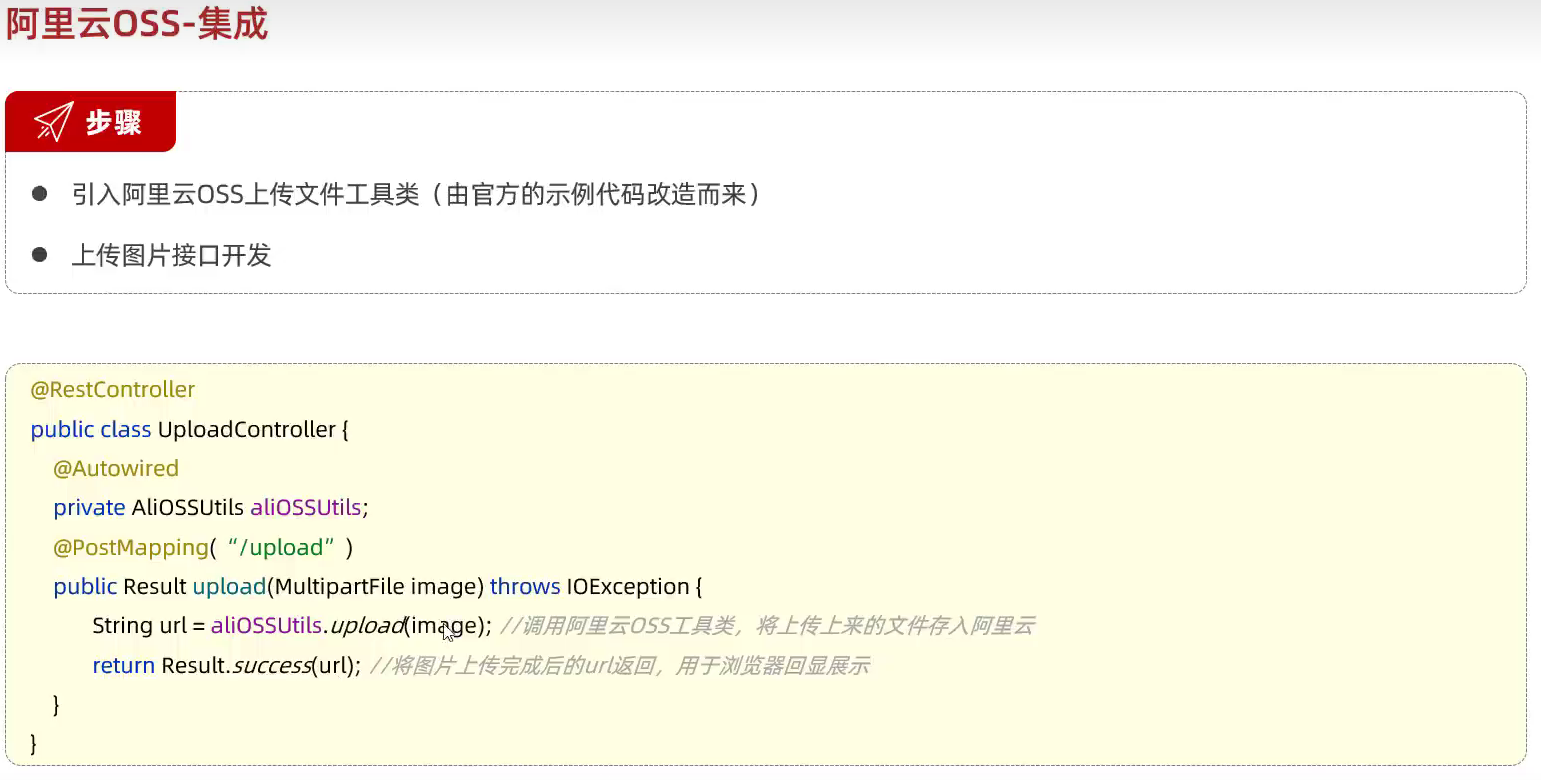 阿里云OSS-集成
步骤
● 引入阿里云OSS上传文件工具类（由官方的示例代码改造而来）
● 上传图片接口开发
@RestController
public class UploadController {
@Autowired
private AliOSSUtils aliOSSUtils;
@PostMapping(“/upload”)
public Result upload(MultipartFile image) throws IOException {
String url = aliOSSUtils.upload(image); //调用阿里云OSS工具类，将上传上来的文件存入阿里云
return Result.success(url); //将图片上传完成后的url返回，用于浏览器回显展示
}
}